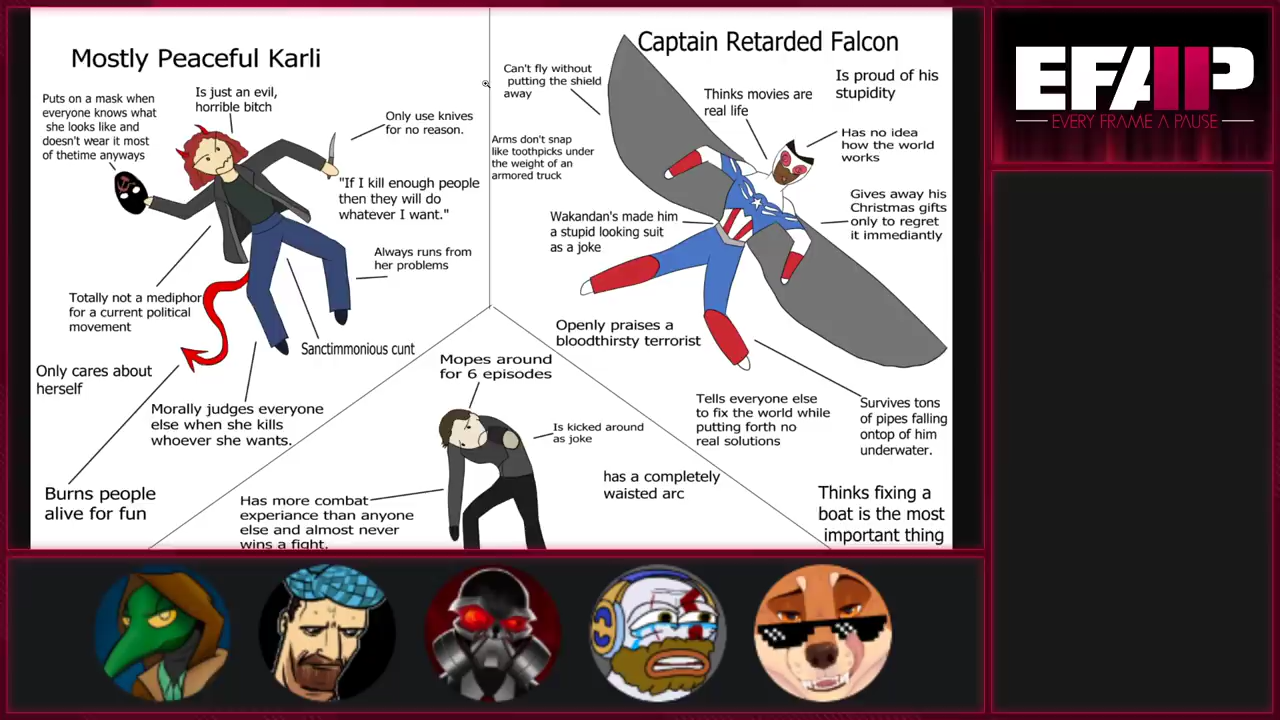 Mostly Peaceful Karli
Puts on a mask when
everyone knows what
she looks like and
doesn't wear it most
of thetime anyways
Is just an evil,
horrible bitch
Only use knives
for no reason.
"If I kill enough people
then they will do
whatever I want."
Always runs from
her problems
Totally not a mediphor
for a current political
movement
Sanctimmonious cunt
Only cares about
herself
Morally judges everyone
else when she kills
whoever she wants.
Burns people
alive for fun
Captain Retarded Falcon
Can't fly without
putting the shield
away
Thinks movies are
real life
Is proud of his
stupidity
Arms don't snap
like toothpicks under
the weight of an
armored truck
Has no idea
how the world
works
Wakandan's made him
a stupid looking suit
as a joke
Gives away his
Christmas gifts
only to regret
it immediantly
Openly praises a
bloodthirsty terrorist
Tells everyone else
to fix the world while
putting forth no
real solutions
Survives tons
of pipes falling
ontop of him
underwater.
Thinks fixing a
boat is the most
important thing
Mopes around
for 6 episodes
Is kicked around
as joke
has a completely
waisted arc
Has more combat
experiance than anyone
else and almost never
wins a fight.
EFAP
EVERY FRAME A PAUSE